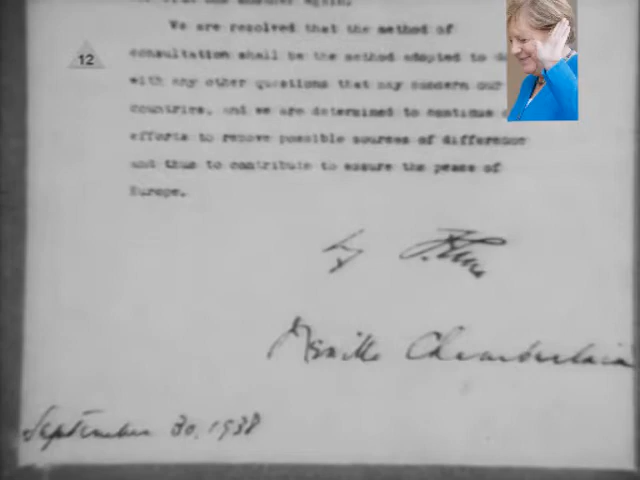 We are resolved that the method of
12
consultation shall be the method adopted to
with any other questions that may concern our
countries, and we are determined to continue
efforts to remove possible sources of difference
and thus to contribute to assure the peace of
Europe.
Neville Chamberlain
September 30, 1938